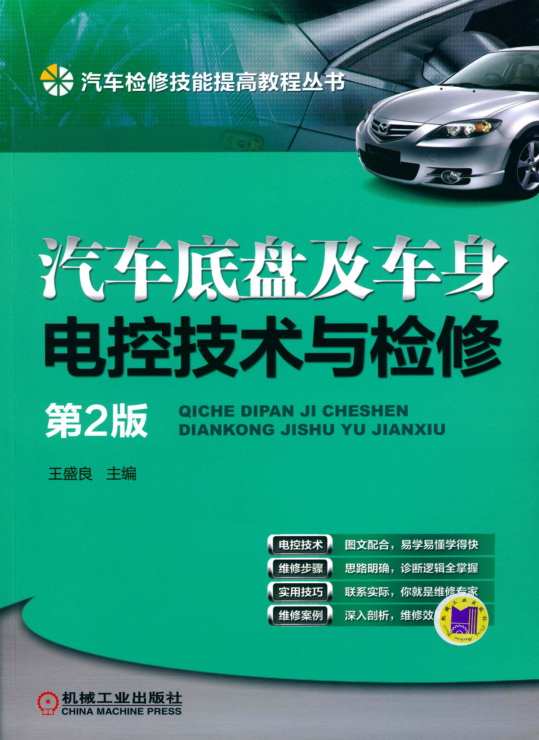 汽车检修技能提高教程丛书
汽车底盘及车身
电控技术与检修
第2版
QICHE DIPAN JI CHESHEN
DIANKONG JISHU YU JIANXIU
王盛良 主编
电控技术 图文配合，易学易懂学得快
维修步骤 思路明确，诊断逻辑全掌握
实用技巧 联系实际，你就是维修专家
维修案例 深入剖析，维修效
机械工业出版社
CHINA MACHINE PRESS